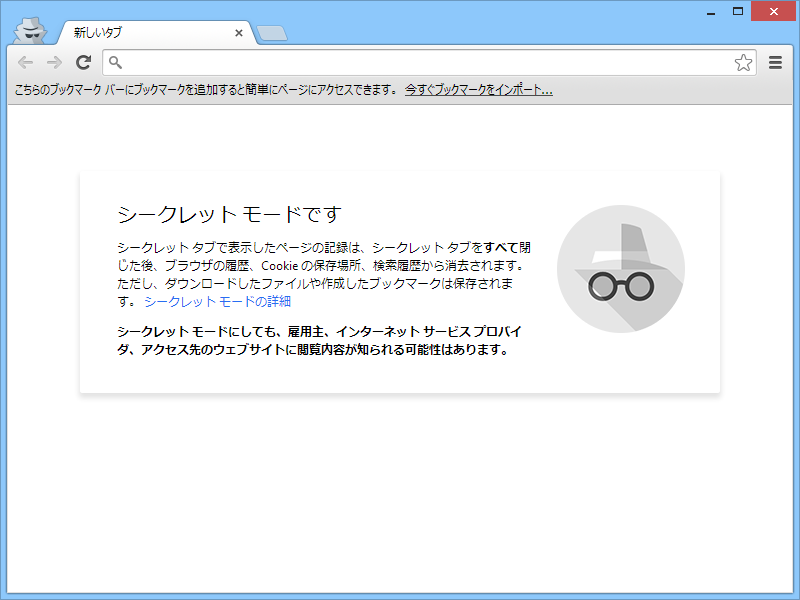 新しいタブ
こちらのブックマーク バーにブックマークを追加すると簡単にページにアクセスできます。 今すぐブックマークをインポート...
シークレット モードです
シークレット タブで表示したページの記録は、シークレット タブをすべて閉
じた後、ブラウザの履歴、Cookie の保存場所、検索履歴から消去されます。
ただし、ダウンロードしたファイルや作成したブックマークは保存されま
す。 シークレット モードの詳細
シークレット モードにしても、雇用主、インターネット サービス プロバイ
ダ、アクセス先のウェブサイトに閲覧内容が知られる可能性はあります。